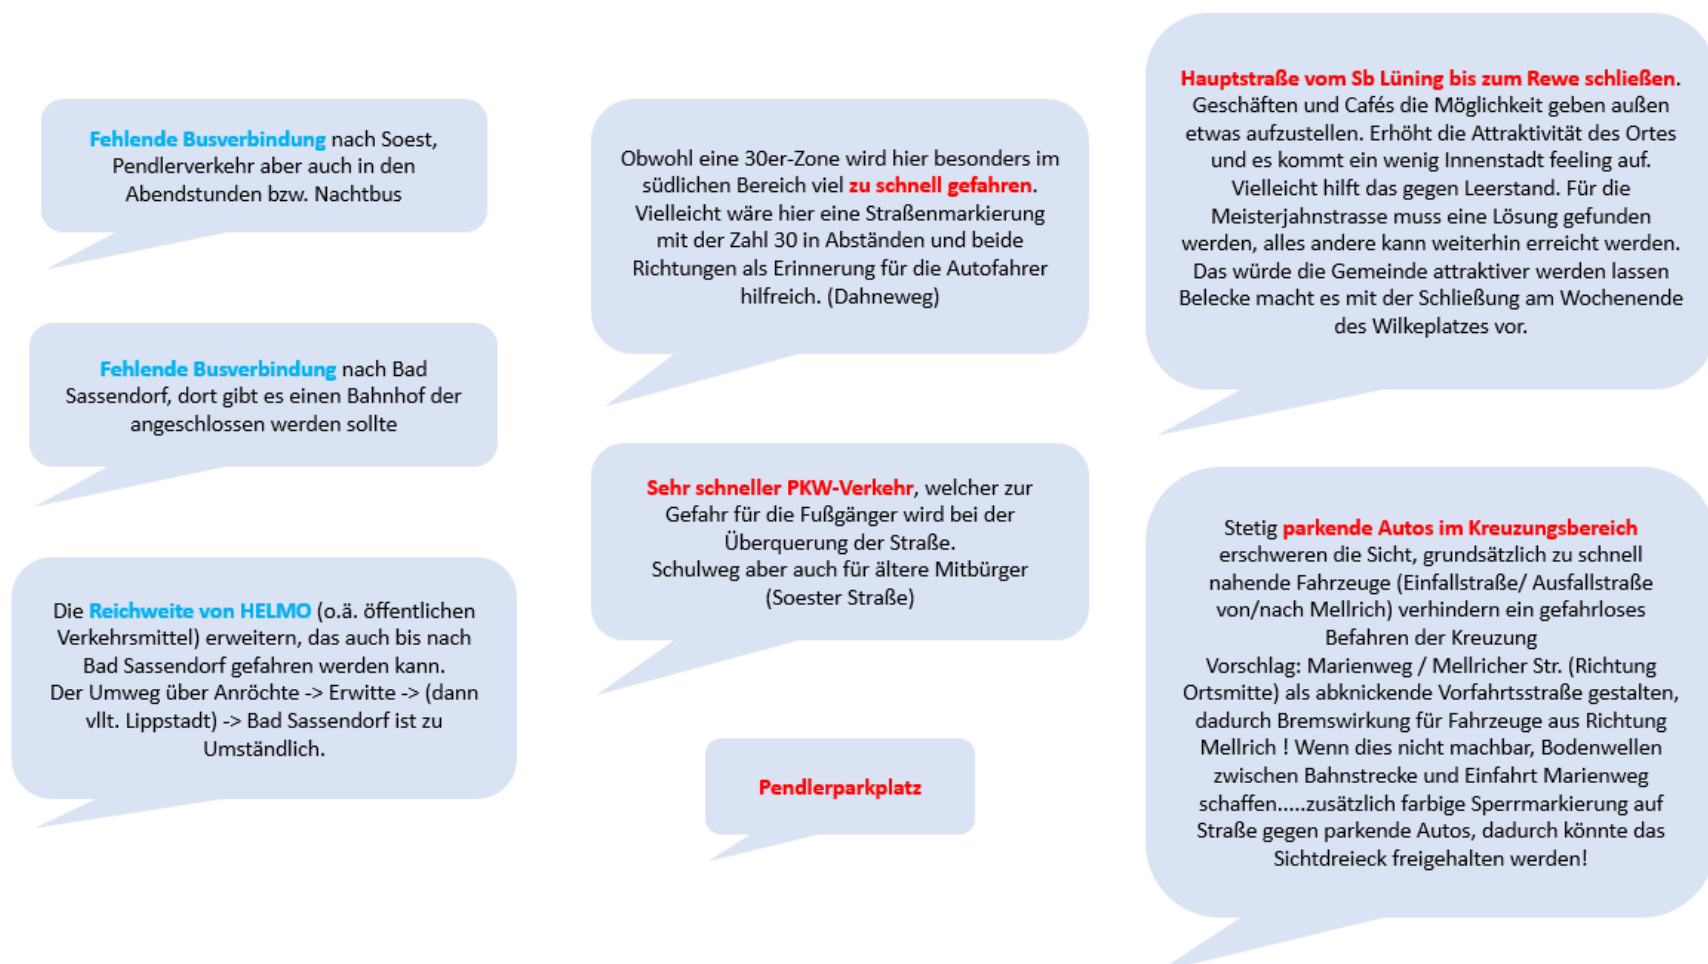 Fehlende Busverbindung nach Soest,
Pendlerverkehr aber auch in den
Abendstunden bzw. Nachtbus
Fehlende Busverbindung nach Bad
Sassendorf, dort gibt es einen Bahnhof der
angeschlossen werden sollte
Die Reichweite von HELMO (o.ä. öffentlichen
Verkehrsmittel) erweitern, das auch bis nach
Bad Sassendorf gefahren werden kann.
Der Umweg über Anröchte -> Erwitte -> (dann
vllt. Lippstadt) -> Bad Sassendorf ist zu
Umständlich.
Obwohl eine 30er-Zone wird hier besonders im
südlichen Bereich viel zu schnell gefahren.
Vielleicht wäre hier eine Straßenmarkierung
mit der Zahl 30 in Abständen und beide
Richtungen als Erinnerung für die Autofahrer
hilfreich. (Dahneweg)
Sehr schneller PKW-Verkehr, welcher zur
Gefahr für die Fußgänger wird bei der
Überquerung der Straße.
Schulweg aber auch für ältere Mitbürger
(Soester Straße)
Pendlerparkplatz
Hauptstraße vom Sb Lüning bis zum Rewe schließen.
Geschäften und Cafés die Möglichkeit geben außen
etwas aufzustellen. Erhöht die Attraktivität des Ortes
und es kommt ein wenig Innenstadt feeling auf.
Vielleicht hilft das gegen Leerstand. Für die
Meisterjahnstrasse muss eine Lösung gefunden
werden, alles andere kann weiterhin erreicht werden.
Das würde die Gemeinde attraktiver werden lassen
Belecke macht es mit der Schließung am Wochenende
des Wilkeplatzes vor.
Stetig parkende Autos im Kreuzungsbereich
erschweren die Sicht, grundsätzlich zu schnell
nahende Fahrzeuge (Einfallstraße/ Ausfallstraße
von/nach Mellrich) verhindern ein gefahrloses
Befahren der Kreuzung
Vorschlag: Marienweg / Mellricher Str. (Richtung
Ortsmitte) als abknickende Vorfahrtsstraße gestalten,
dadurch Bremswirkung für Fahrzeuge aus Richtung
Mellrich ! Wenn dies nicht machbar, Bodenwellen
zwischen Bahnstrecke und Einfahrt Marienweg
schaffen.....zusätzlich farbige Sperrmarkierung auf
Straße gegen parkende Autos, dadurch könnte das
Sichtdreieck freigehalten werden!